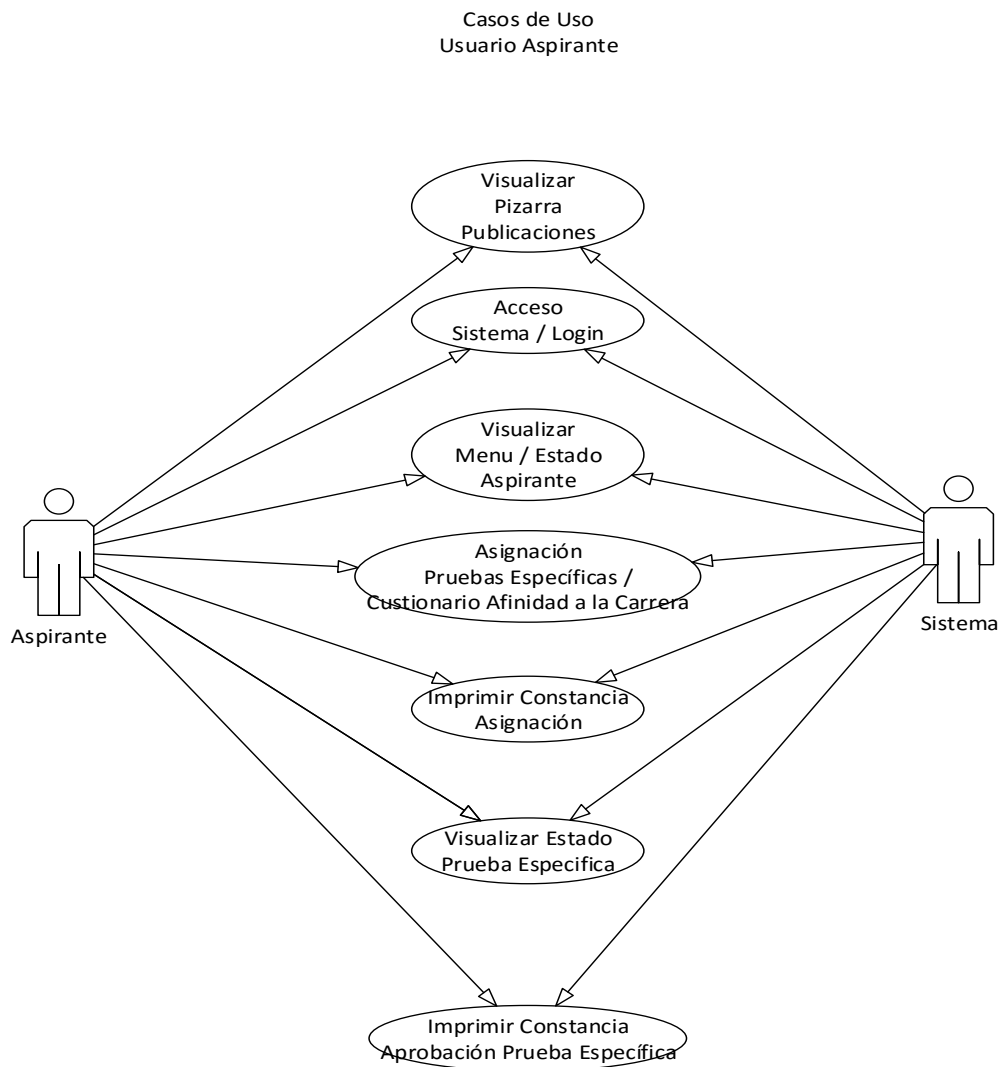 Casos de Uso
Usuario Aspirante
Visualizar
Pizarra
Publicaciones
Acceso
Sistema / Login
Visualizar
Menu / Estado
Aspirante
Asignación
Pruebas Específicas /
Custionario Afinidad a la Carrera
Aspirante
Sistema
Imprimir Constancia
Asignación
Visualizar Estado
Prueba Especifica
Imprimir Constancia
Aprobación Prueba Específica